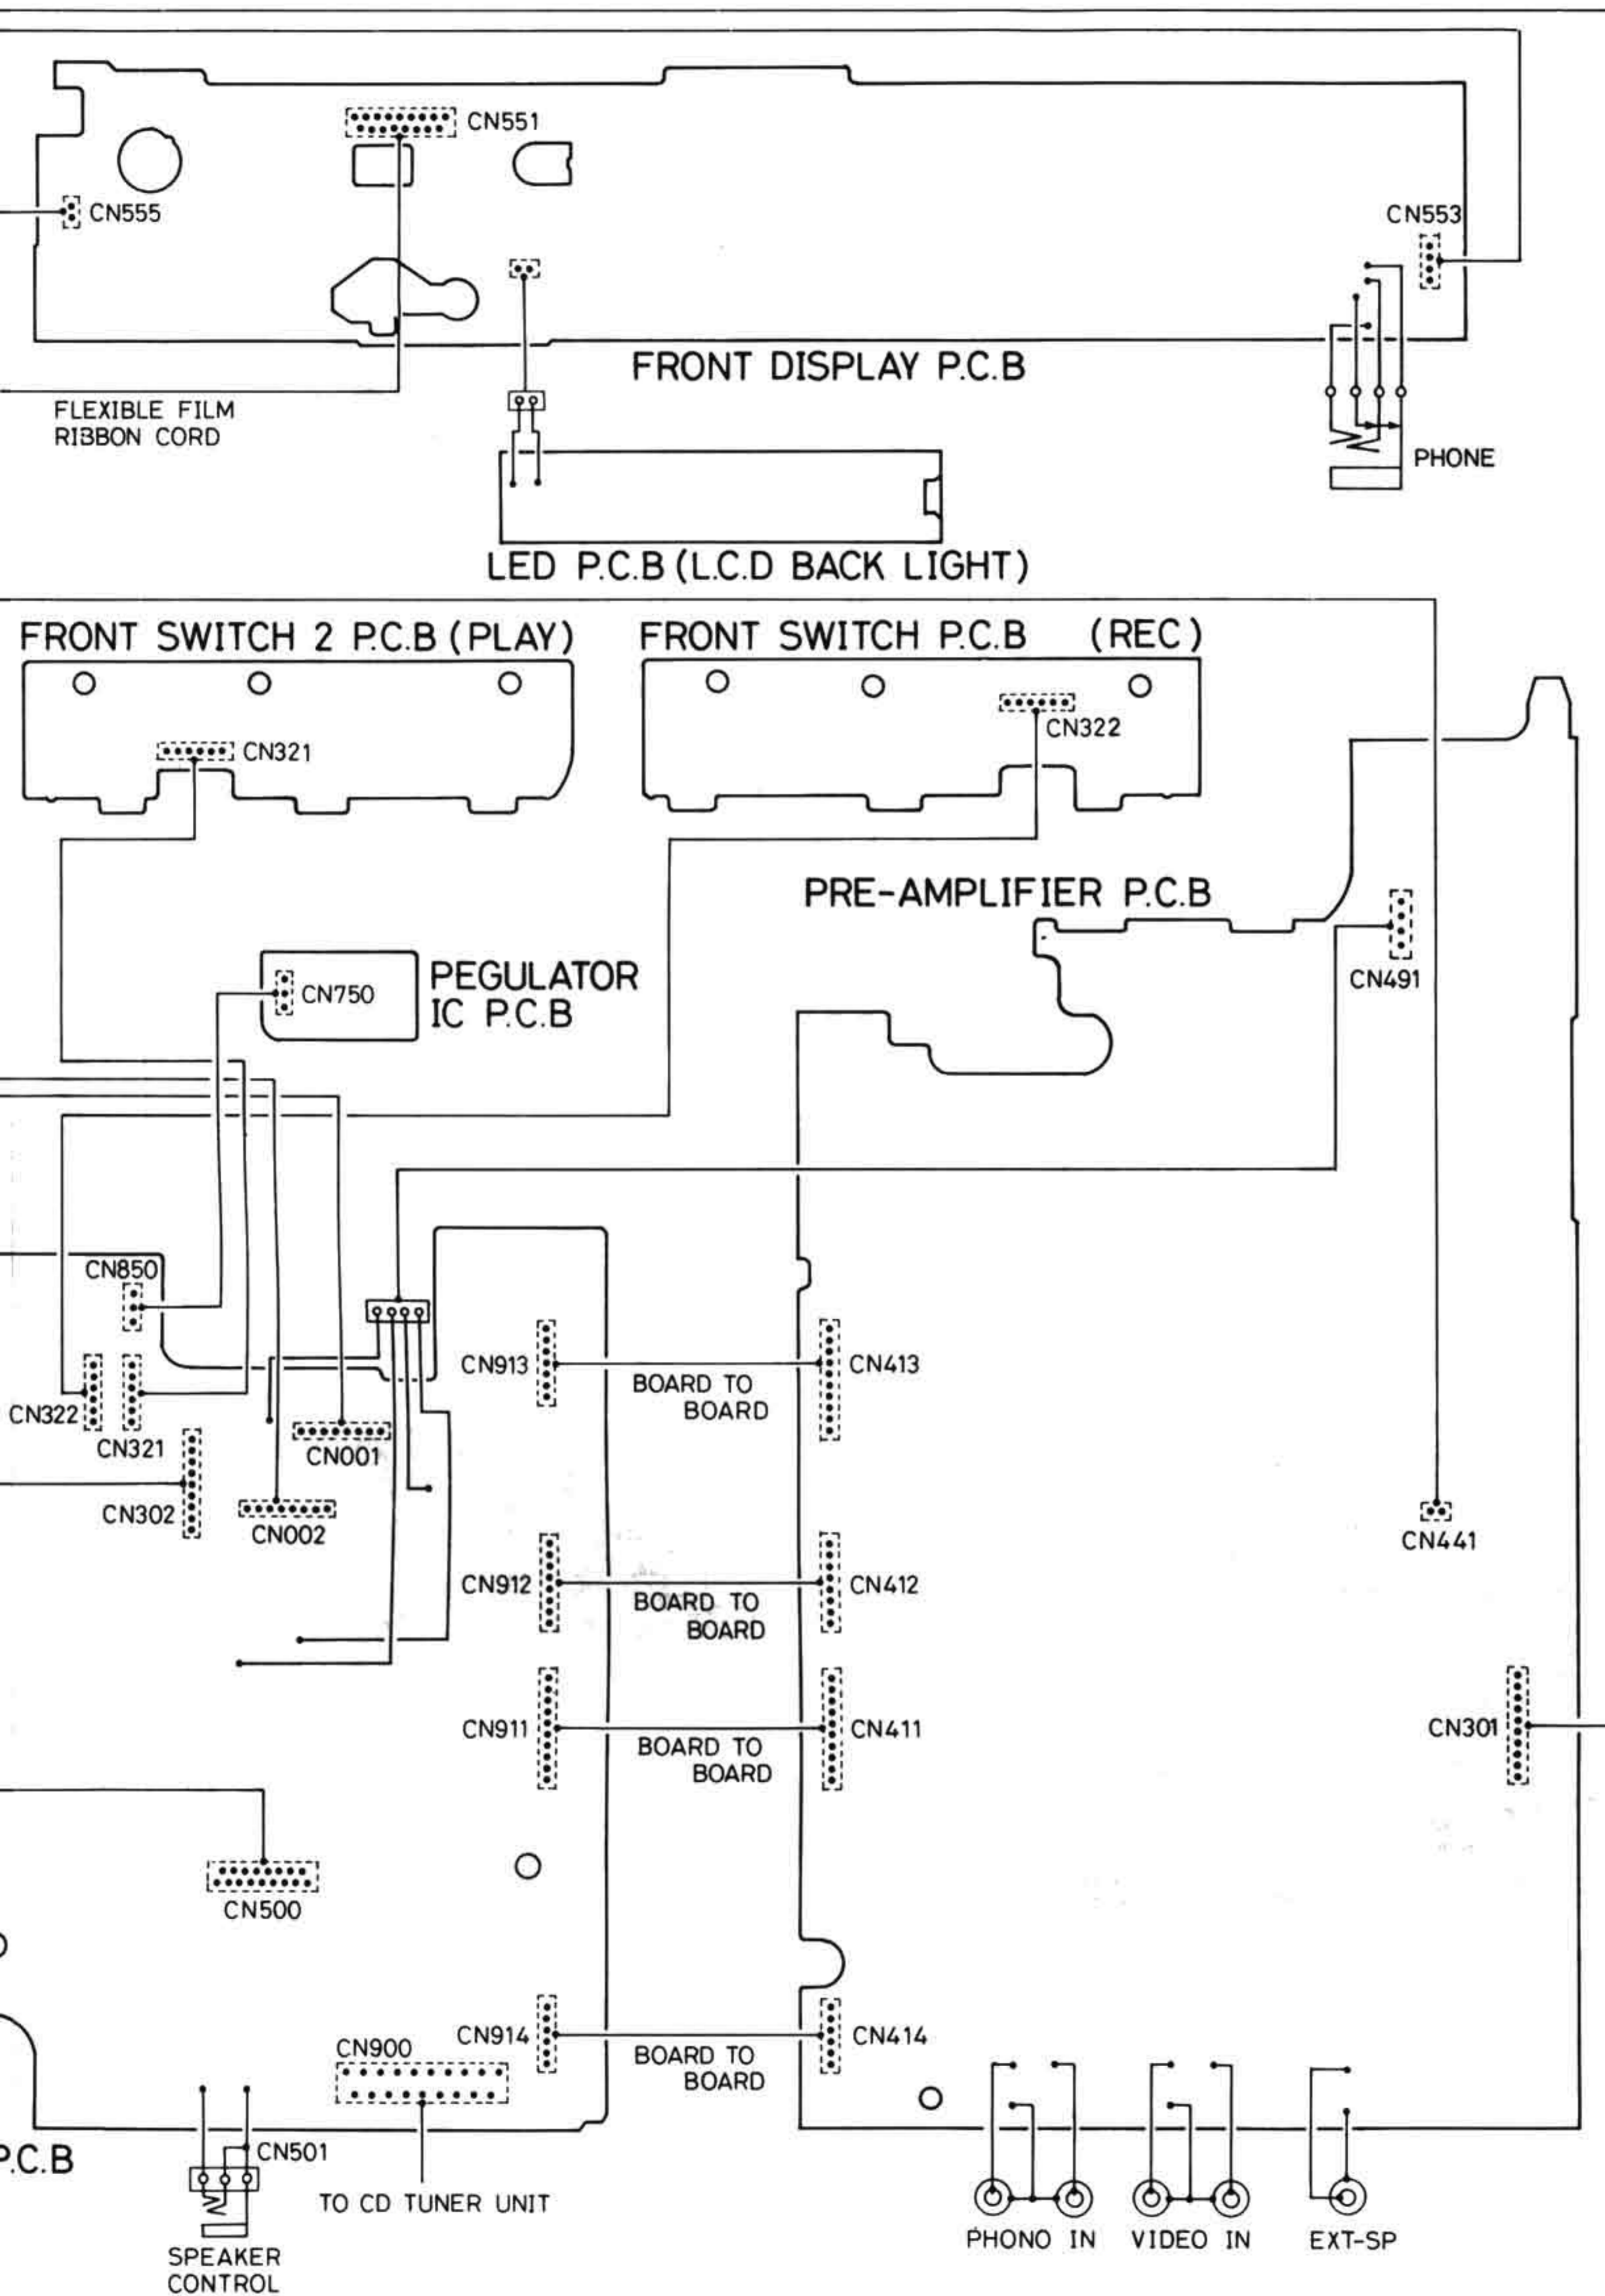 CN551
CN555
CN553
FRONT DISPLAY P.C.B
FLEXIBLE FILM
RIBBON CORD
PHONE
LED P.C.B (L.C.D BACK LIGHT)
FRONT SWITCH 2 P.C.B (PLAY)
FRONT SWITCH P.C.B (REC)
CN321
CN322
PRE-AMPLIFIER P.C.B
CN750
PEGULATOR
IC P.C.B
CN491
CN850
CN913
CN413
BOARD TO
BOARD
CN322
CN321
CN001
CN302
CN002
CN441
CN912
CN412
BOARD TO
BOARD
CN911
CN411
BOARD TO
BOARD
CN301
CN500
CN914
CN414
BOARD TO
BOARD
CN900
P.C.B
CN501
TO CD TUNER UNIT
SPEAKER
CONTROL
PHONO IN
VIDEO IN
EXT-SP